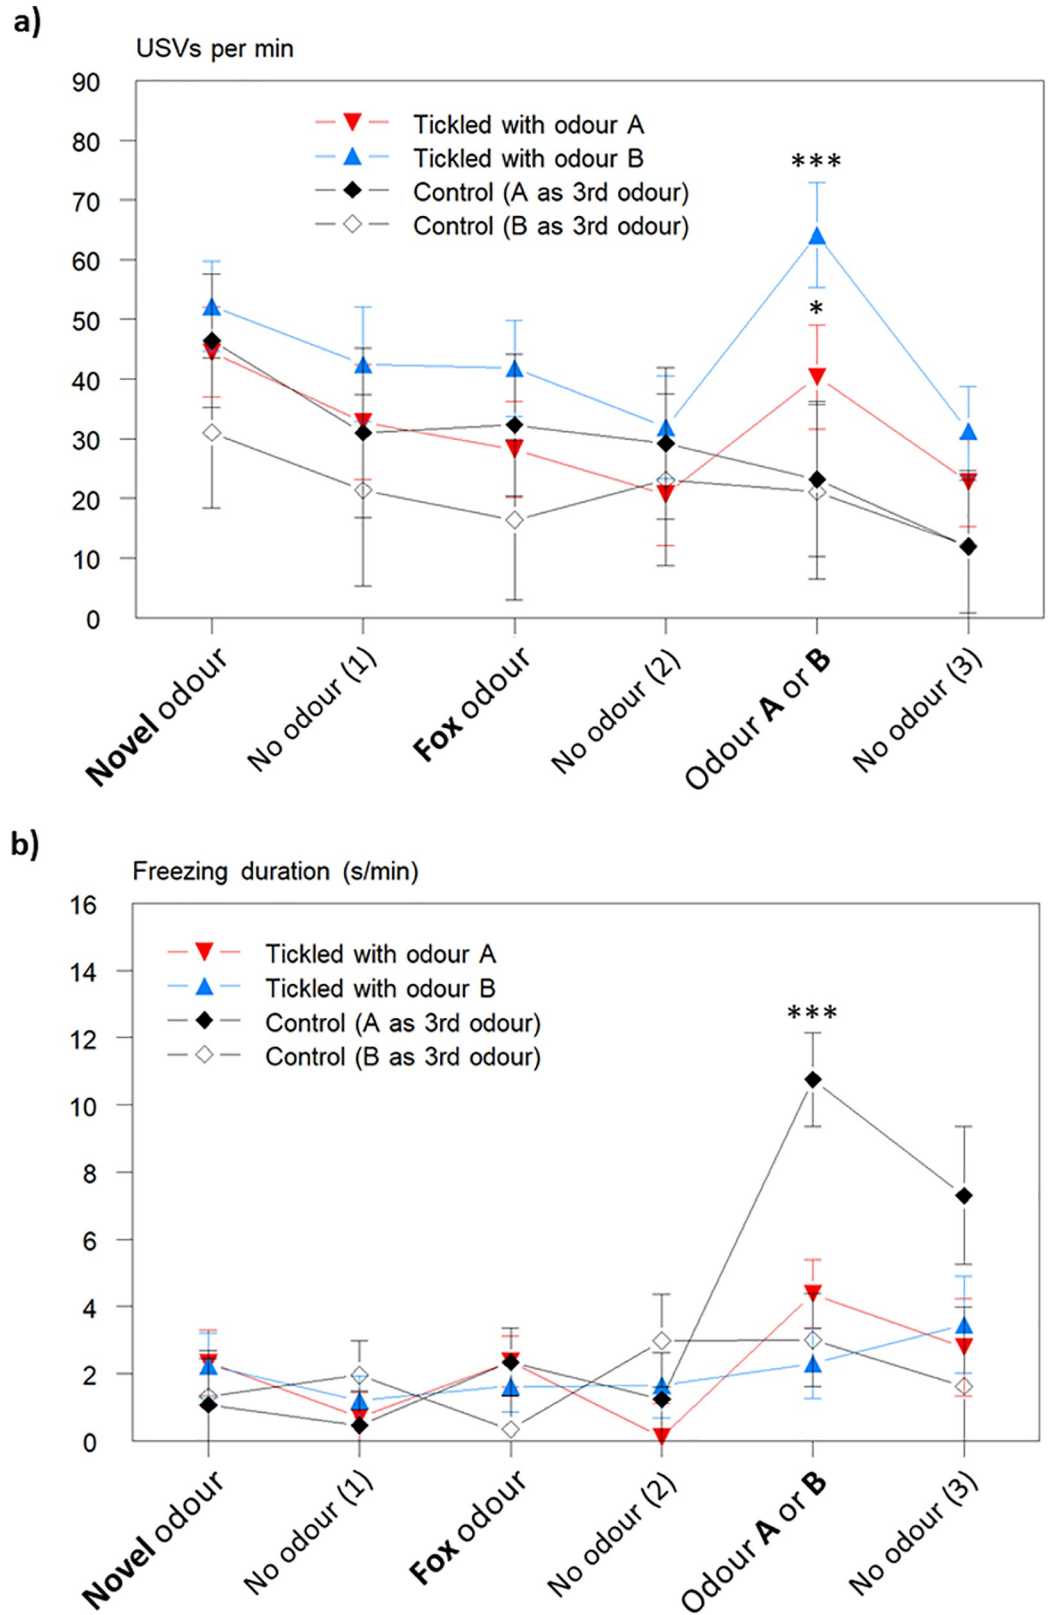 a)
USVs per min
90
80
70
60
50
40
30
20
10
0
Tickled with odour A
Tickled with odour B
Control (A as 3rd odour)
Control (B as 3rd odour)
***
*
Novel odour
No odour (1)
Fox odour
No odour (2)
Odour A or B
No odour (3)
b)
Freezing duration (s/min)
16
14
12
10
8
6
4
2
0
Tickled with odour A
Tickled with odour B
Control (A as 3rd odour)
Control (B as 3rd odour)
***
Novel odour
No odour (1)
Fox odour
No odour (2)
Odour A or B
No odour (3)